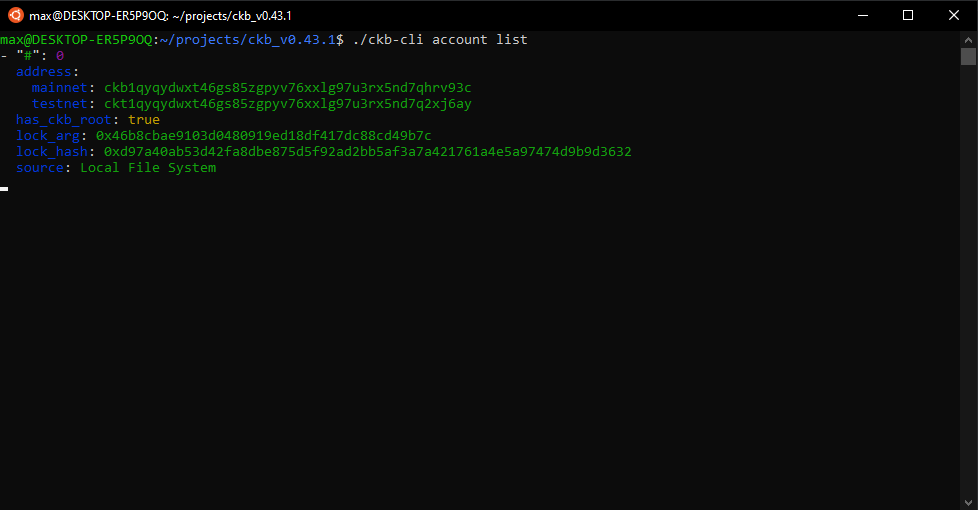 max@DESKTOP-ER5P9OQ: ~/projects/ckb_v0.43.1
max@DESKTOP-ER5P9OQ:~/projects/ckb_v0.43.1$ ./ckb-cli account list
- "#": 0
  address:
    mainnet: ckb1qyqydwxt46gs85zgpyv76xxlg97u3rx5nd7qhrv93c
    testnet: ckt1qyqydwxt46gs85zgpyv76xxlg97u3rx5nd7q2xj6ay
  has_ckb_root: true
  lock_arg: 0x46b8cbae9103d0480919ed18df417dc88cd49b7c
  lock_hash: 0xd97a40ab53d42fa8dbe875d5f92ad2bb5af3a7a421761a4e5a97474d9b9d3632
  source: Local File System